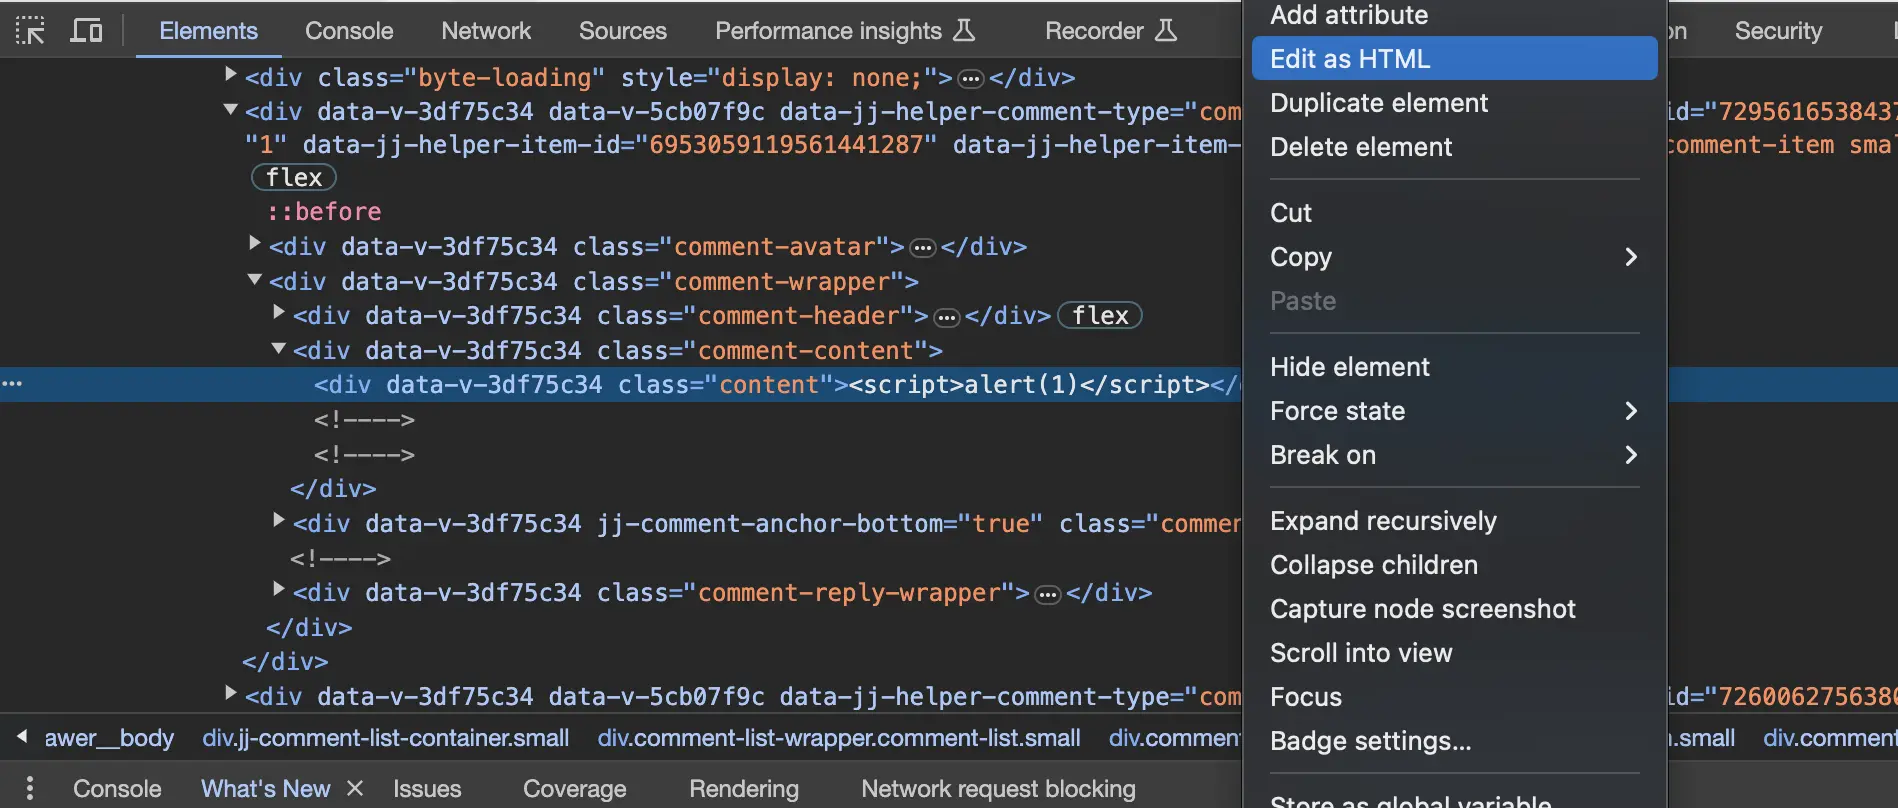 Elements Console Network Sources Performance insights Recorder Security
Add attribute
Edit as HTML
Duplicate element
Delete element
Cut
Copy
Paste
Hide element
Force state
Break on
Expand recursively
Collapse children
Capture node screenshot
Scroll into view
Focus
Badge settings...
Store as global variable
<div class="byte-loading" style="display: none;">…</div>
<div data-v-3df75c34 data-v-5cb07f9c data-jj-helper-comment-type="com id="7295616538437
"1" data-jj-helper-item-id="6953059119561441287" data-jj-helper-item- comment-item sma
flex
::before
<div data-v-3df75c34 class="comment-avatar">…</div>
<div data-v-3df75c34 class="comment-wrapper">
<div data-v-3df75c34 class="comment-header">…</div> flex
<div data-v-3df75c34 class="comment-content">
… <div data-v-3df75c34 class="content"><script>alert(1)</script></
<!---->
<!---->
</div>
<div data-v-3df75c34 jj-comment-anchor-bottom="true" class="commen
<!---->
<div data-v-3df75c34 class="comment-reply-wrapper">…</div>
</div>
</div>
<div data-v-3df75c34 data-v-5cb07f9c data-jj-helper-comment-type="com id="7260062756380
awer__body div.jj-comment-list-container.small div.comment-list-wrapper.comment-list.small div.comment .small div.comment
Console What's New × Issues Coverage Rendering Network request blocking